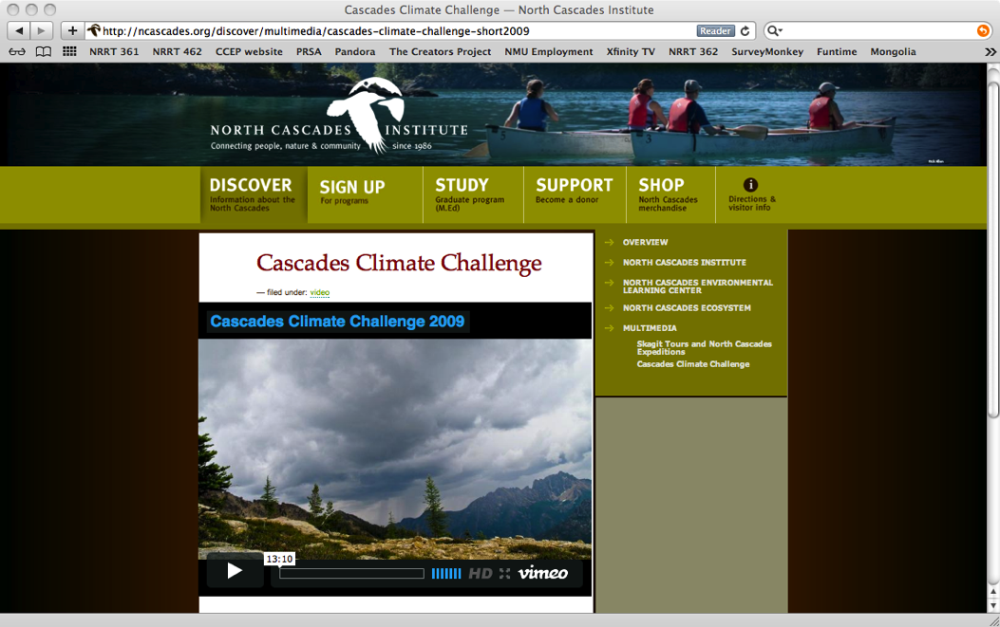 Cascades Climate Challenge — North Cascades Institute
http://ncascades.org/discover/multimedia/cascades-climate-challenge-short2009
Reader
NRRT 361 NRRT 462 CCEP website PRSA Pandora The Creators Project NMU Employment Xfinity TV NRRT 362 SurveyMonkey Funtime Mongolia
NORTH CASCADES INSTITUTE
Connecting people, nature & community since 1986
DISCOVER
Information about the
North Cascades
SIGN UP
For programs
STUDY
Graduate program
(M.Ed)
SUPPORT
Become a donor
SHOP
North Cascades
merchandise
i
Directions &
visitor info
Cascades Climate Challenge
— filed under: video
Cascades Climate Challenge 2009
13:10
HD
vimeo
OVERVIEW
NORTH CASCADES INSTITUTE
NORTH CASCADES ENVIRONMENTAL
LEARNING CENTER
NORTH CASCADES ECOSYSTEM
MULTIMEDIA
Skagit Tours and North Cascades
Expeditions
Cascades Climate Challenge